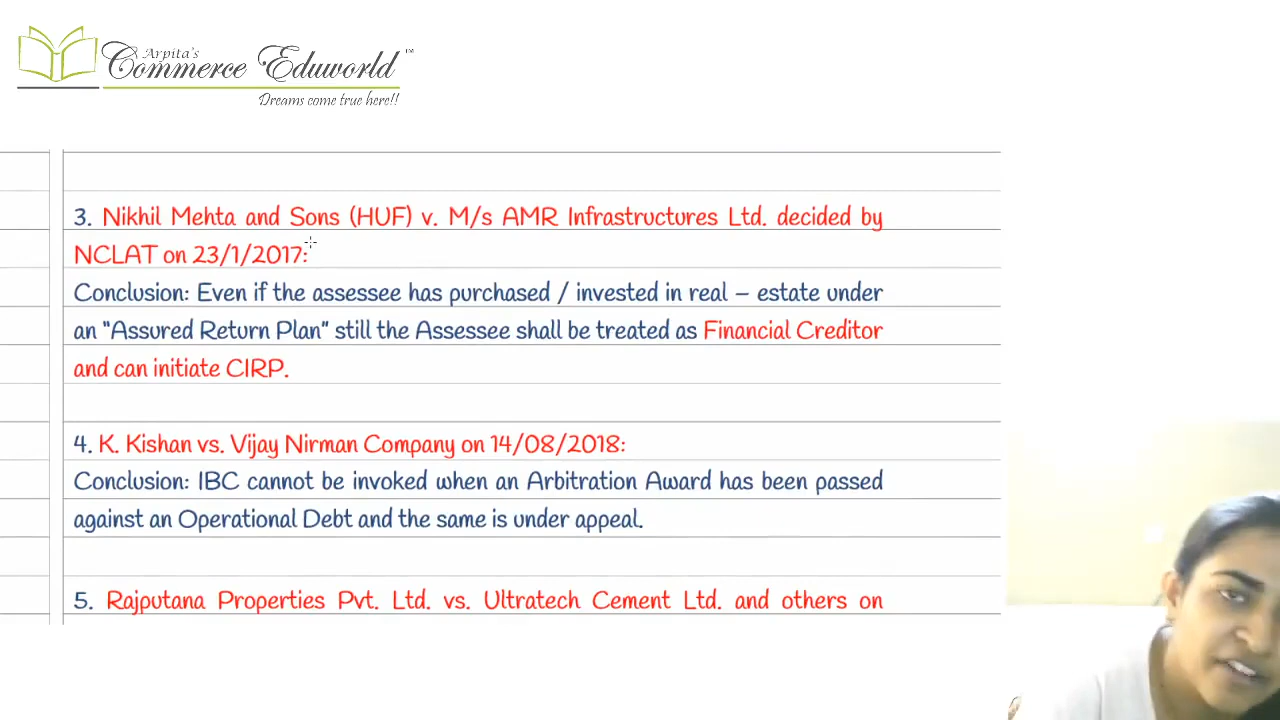 Arpita's
Commerce Eduworld™
Dreams come true here!!
3. Nikhil Mehta and Sons (HUF) v. M/s AMR Infrastructures Ltd. decided by
NCLAT on 23/1/2017:
Conclusion: Even if the assessee has purchased / invested in real – estate under
an "Assured Return Plan" still the Assessee shall be treated as Financial Creditor
and can initiate CIRP.
4. K. Kishan vs. Vijay Nirman Company on 14/08/2018:
Conclusion: IBC cannot be invoked when an Arbitration Award has been passed
against an Operational Debt and the same is under appeal.
5. Rajputana Properties Pvt. Ltd. vs. Ultratech Cement Ltd. and others on